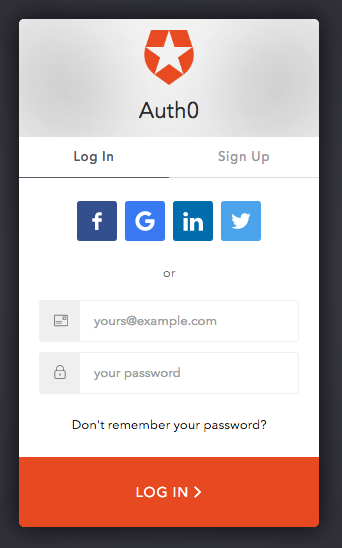 Auth0
Log In
Sign Up
f
G
in
or
yours@example.com
your password
Don't remember your password?
LOG IN